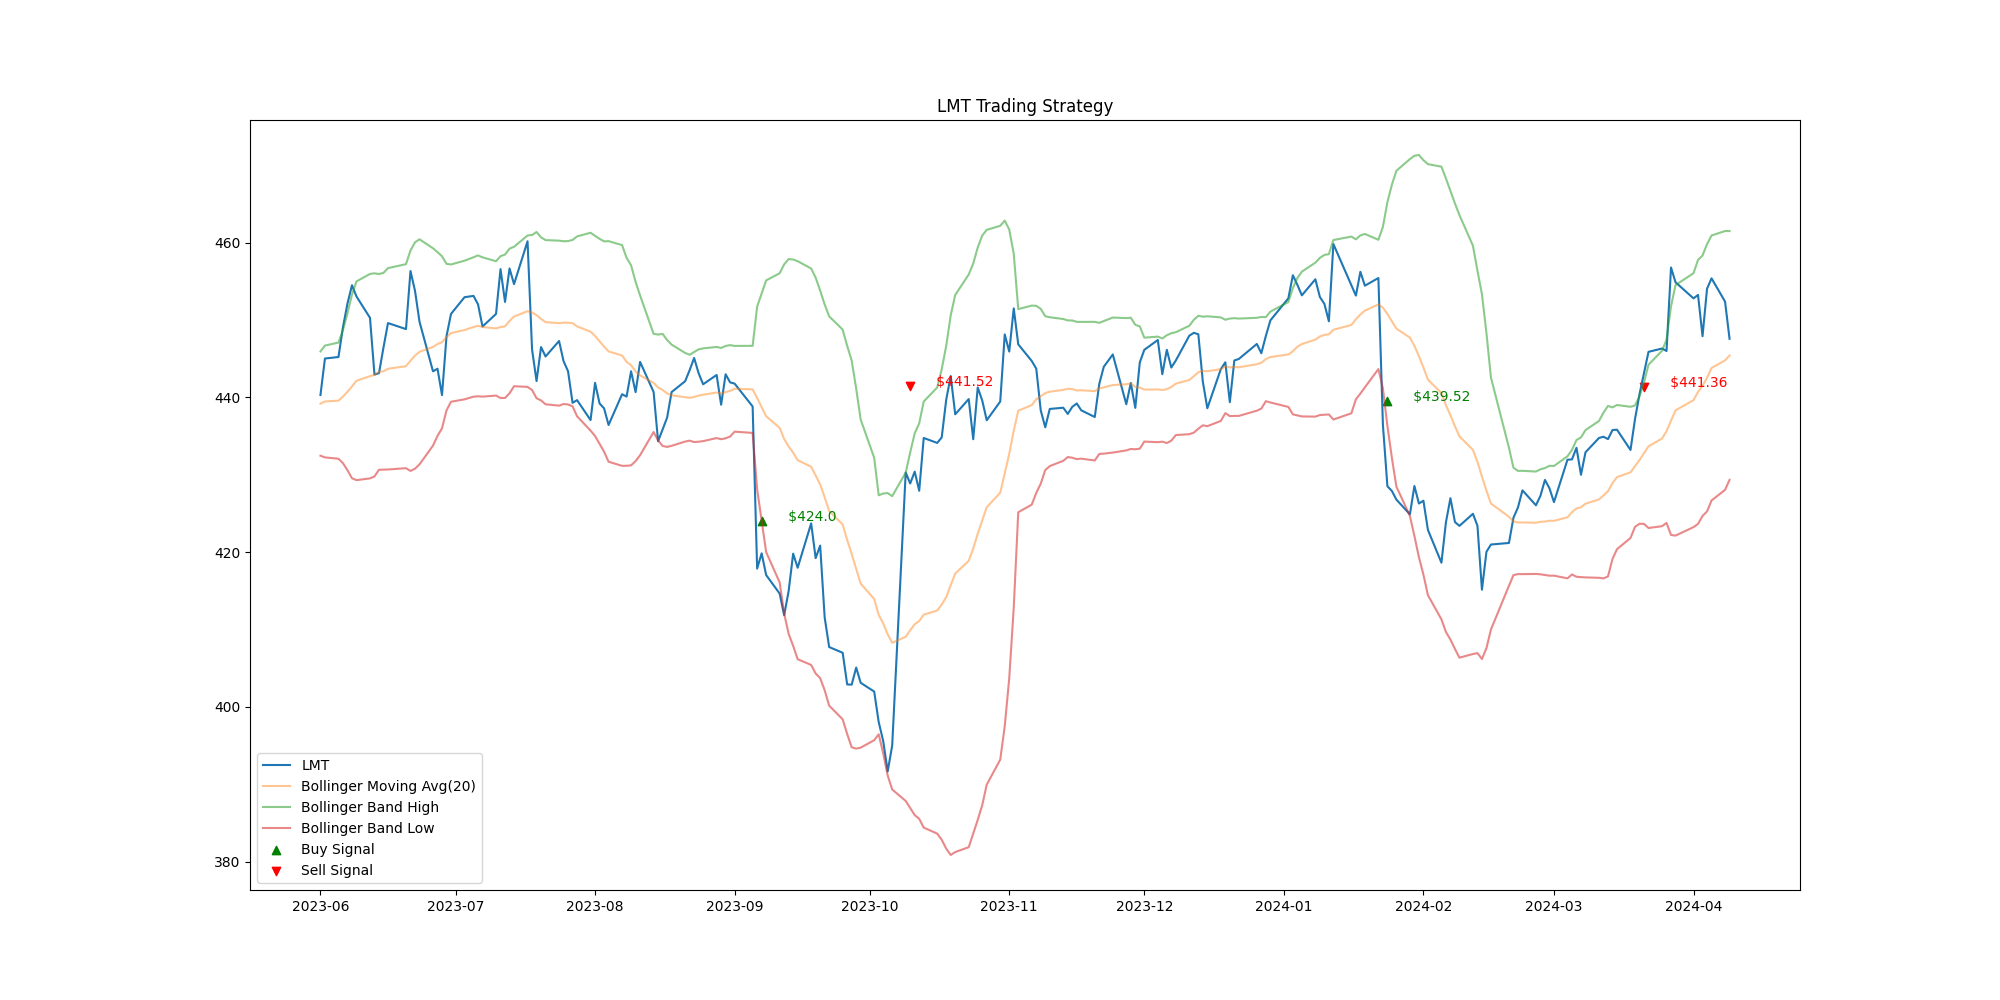 LMT Trading Strategy
460
440
420
400
380
$441.52
$441.36
$439.52
$424.0
LMT
Bollinger Moving Avg(20)
Bollinger Band High
Bollinger Band Low
Buy Signal
Sell Signal
2023-06 2023-07 2023-08 2023-09 2023-10 2023-11 2023-12 2024-01 2024-02 2024-03 2024-04